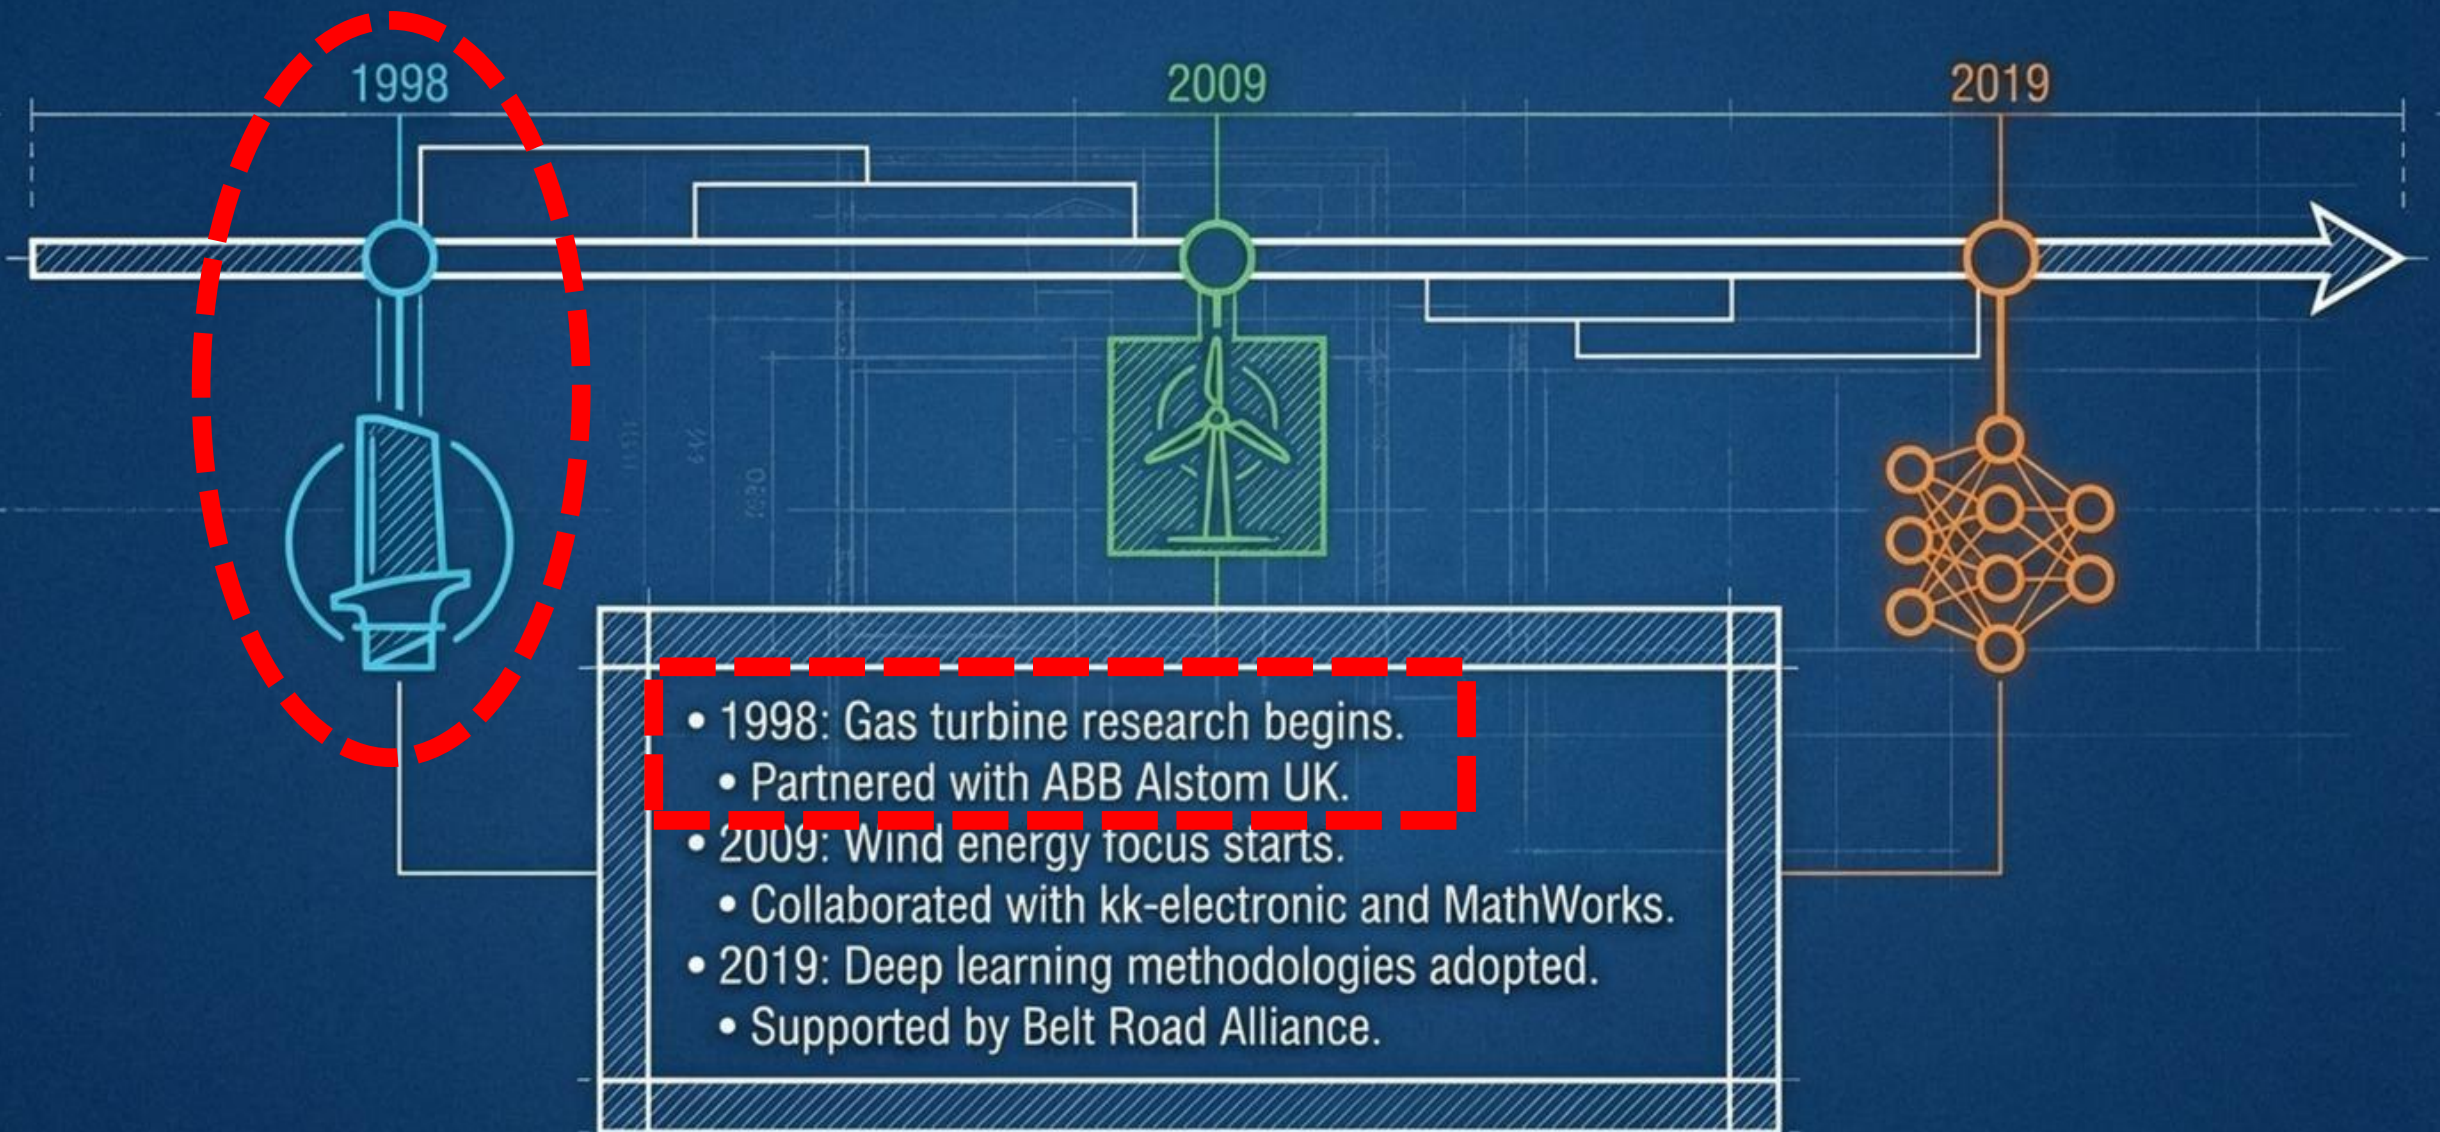 1998
2009
2019
• 1998: Gas turbine research begins.
• Partnered with ABB Alstom UK.
• 2009: Wind energy focus starts.
• Collaborated with kk-electronic and MathWorks.
• 2019: Deep learning methodologies adopted.
• Supported by Belt Road Alliance.